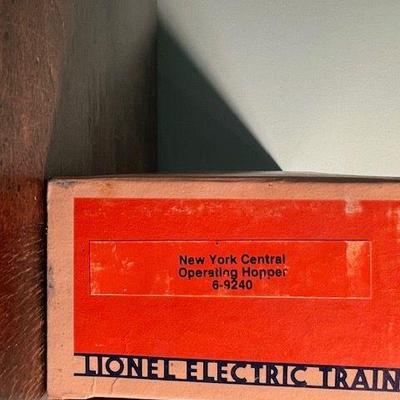 New York Central
Operating Hopper
6-9240
LIONEL ELECTRIC TRAIN